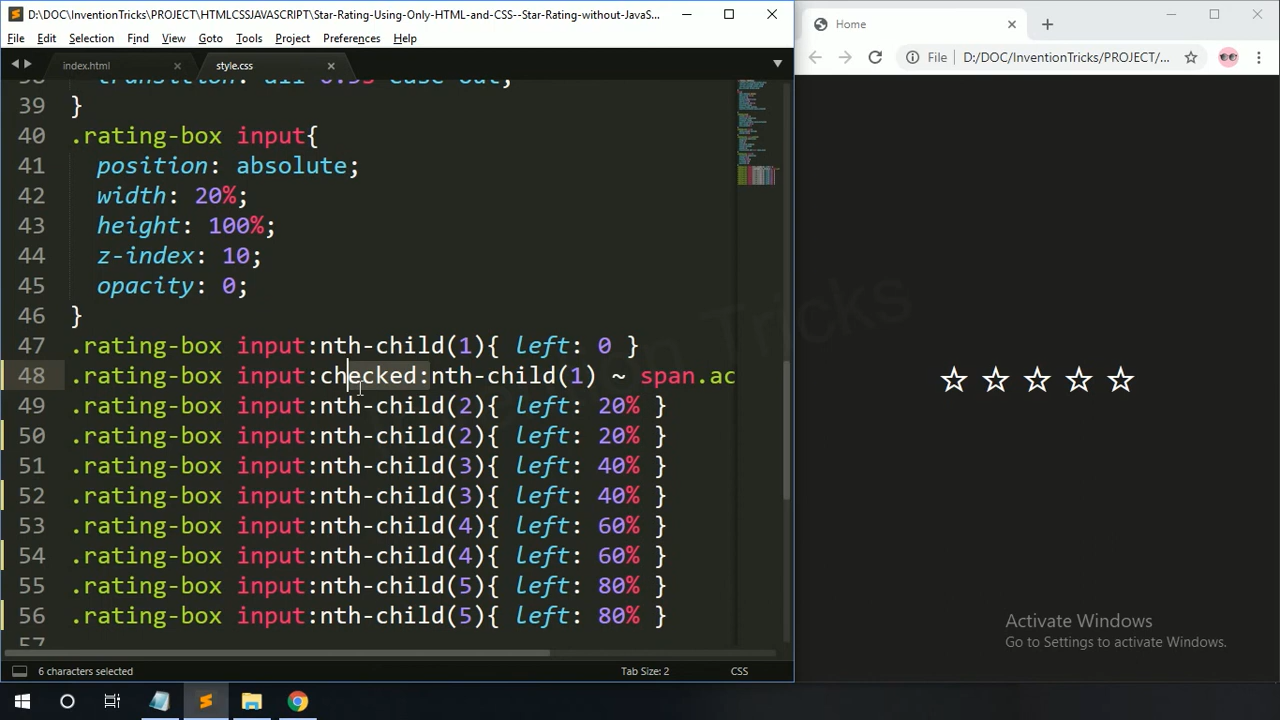 D:\DOC\InventionTricks\PROJECT\HTMLCSSJAVASCRIPT\Star-Rating-Using-Only-HTML-and-CSS--Star-Rating-without-JavaS...
File Edit Selection Find View Goto Tools Project Preferences Help
index.html style.css
transition: all 0.5s ease-out;
39 }
40 .rating-box input{
41 position: absolute;
42 width: 20%;
43 height: 100%;
44 z-index: 10;
45 opacity: 0;
46 }
47 .rating-box input:nth-child(1){ left: 0 }
48 .rating-box input:checked:nth-child(1) ~ span.ac
49 .rating-box input:nth-child(2){ left: 20% }
50 .rating-box input:nth-child(2){ left: 20% }
51 .rating-box input:nth-child(3){ left: 40% }
52 .rating-box input:nth-child(3){ left: 40% }
53 .rating-box input:nth-child(4){ left: 60% }
54 .rating-box input:nth-child(4){ left: 60% }
55 .rating-box input:nth-child(5){ left: 80% }
56 .rating-box input:nth-child(5){ left: 80% }
57
6 characters selected Tab Size: 2 CSS
Home
File D:/DOC/InventionTricks/PROJECT/...
Tricks
Activate Windows
Go to Settings to activate Windows.